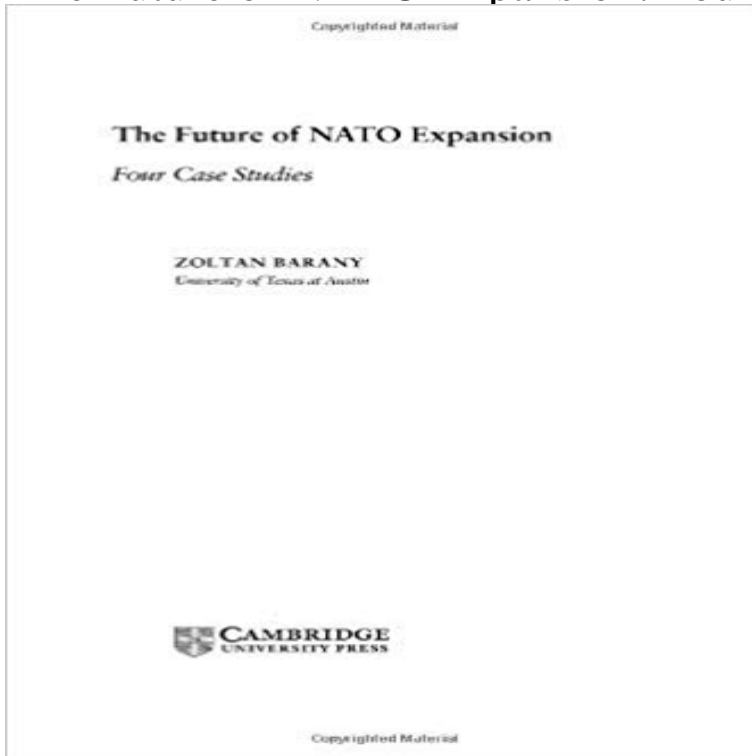 Copyrighted Material
The Future of NATO Expansion
Four Case Studies
ZOLTAN BARANY
University of Texas at Austin
CAMBRIDGE
UNIVERSITY PRESS
Copyrighted Material